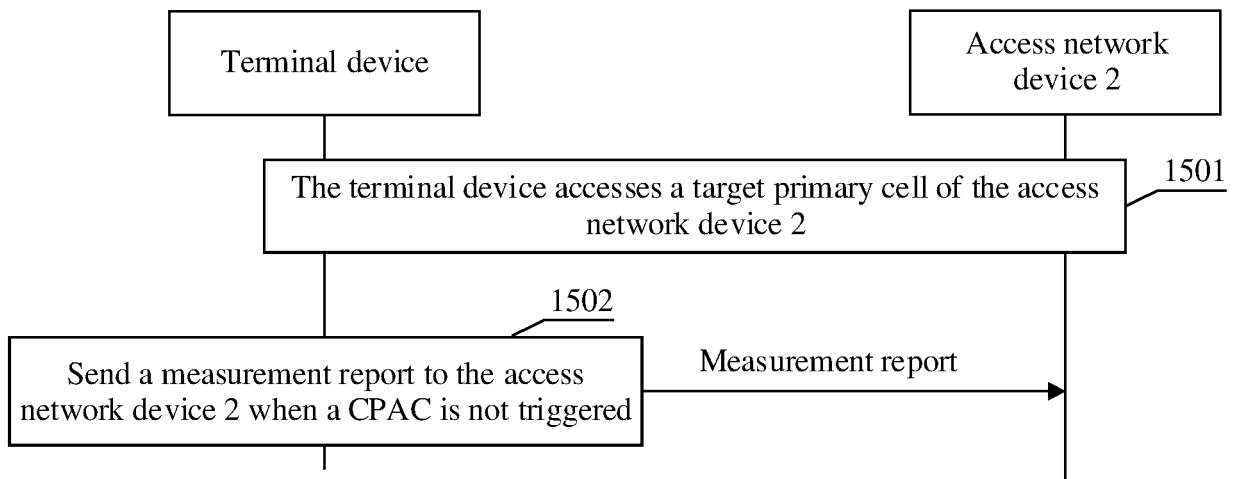 Terminal device
Access network
device 2
The terminal device accesses a target primary cell of the access
network device 2
1501
1502
Send a measurement report to the access
network device 2 when a CPAC is not triggered
Measurement report